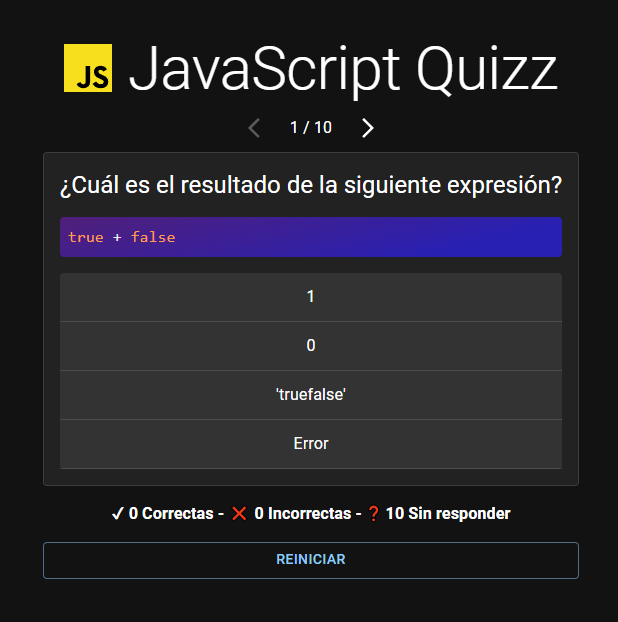 JS JavaScript Quizz
1 / 10
¿Cuál es el resultado de la siguiente expresión?
true + false
1
0
'truefalse'
Error
✓ 0 Correctas - ❌ 0 Incorrectas - ❓ 10 Sin responder
REINICIAR